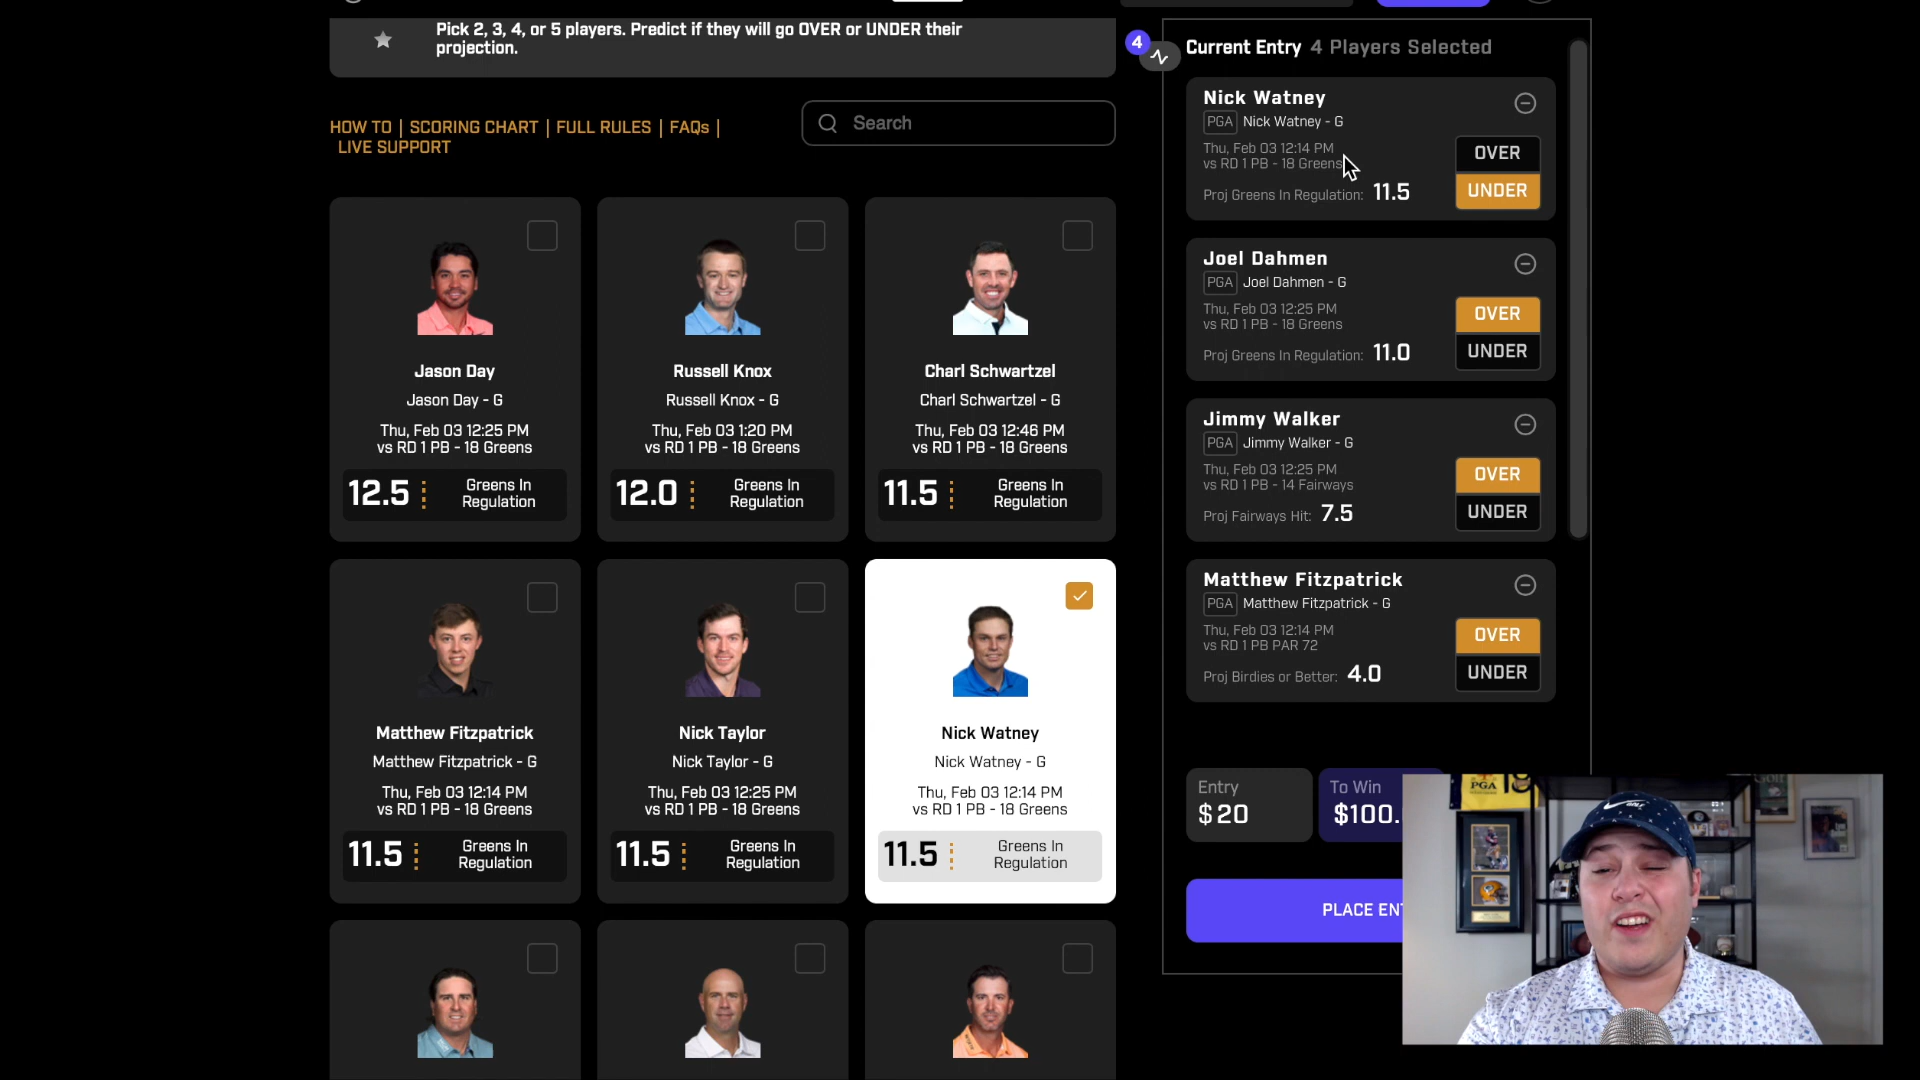 Pick 2, 3, 4, or 5 players. Predict if they will go OVER or UNDER their
projection.
HOW TO | SCORING CHART | FULL RULES | FAQs |
LIVE SUPPORT
Search
Jason Day
Jason Day - G
Thu, Feb 03 12:25 PM
vs RD 1 PB - 18 Greens
12.5
Greens In
Regulation
Russell Knox
Russell Knox - G
Thu, Feb 03 1:20 PM
vs RD 1 PB - 18 Greens
12.0
Greens In
Regulation
Charl Schwartzel
Charl Schwartzel - G
Thu, Feb 03 12:46 PM
vs RD 1 PB - 18 Greens
11.5
Greens In
Regulation
Matthew Fitzpatrick
Matthew Fitzpatrick - G
Thu, Feb 03 12:14 PM
vs RD 1 PB - 18 Greens
11.5
Greens In
Regulation
Nick Taylor
Nick Taylor - G
Thu, Feb 03 12:25 PM
vs RD 1 PB - 18 Greens
11.5
Greens In
Regulation
Nick Watney
Nick Watney - G
Thu, Feb 03 12:14 PM
vs RD 1 PB - 18 Greens
11.5
Greens In
Regulation
4
Current Entry 4 Players Selected
Nick Watney
PGA Nick Watney - G
Thu, Feb 03 12:14 PM
vs RD 1 PB - 18 Greens
Proj Greens In Regulation: 11.5
OVER
UNDER
Joel Dahmen
PGA Joel Dahmen - G
Thu, Feb 03 12:25 PM
vs RD 1 PB - 18 Greens
Proj Greens In Regulation: 11.0
OVER
UNDER
Jimmy Walker
PGA Jimmy Walker - G
Thu, Feb 03 12:25 PM
vs RD 1 PB - 14 Fairways
Proj Fairways Hit: 7.5
OVER
UNDER
Matthew Fitzpatrick
PGA Matthew Fitzpatrick - G
Thu, Feb 03 12:14 PM
vs RD 1 PB PAR 72
Proj Birdies or Better: 4.0
OVER
UNDER
Entry
$20
To Win
$100.
PLACE ENT
PGA